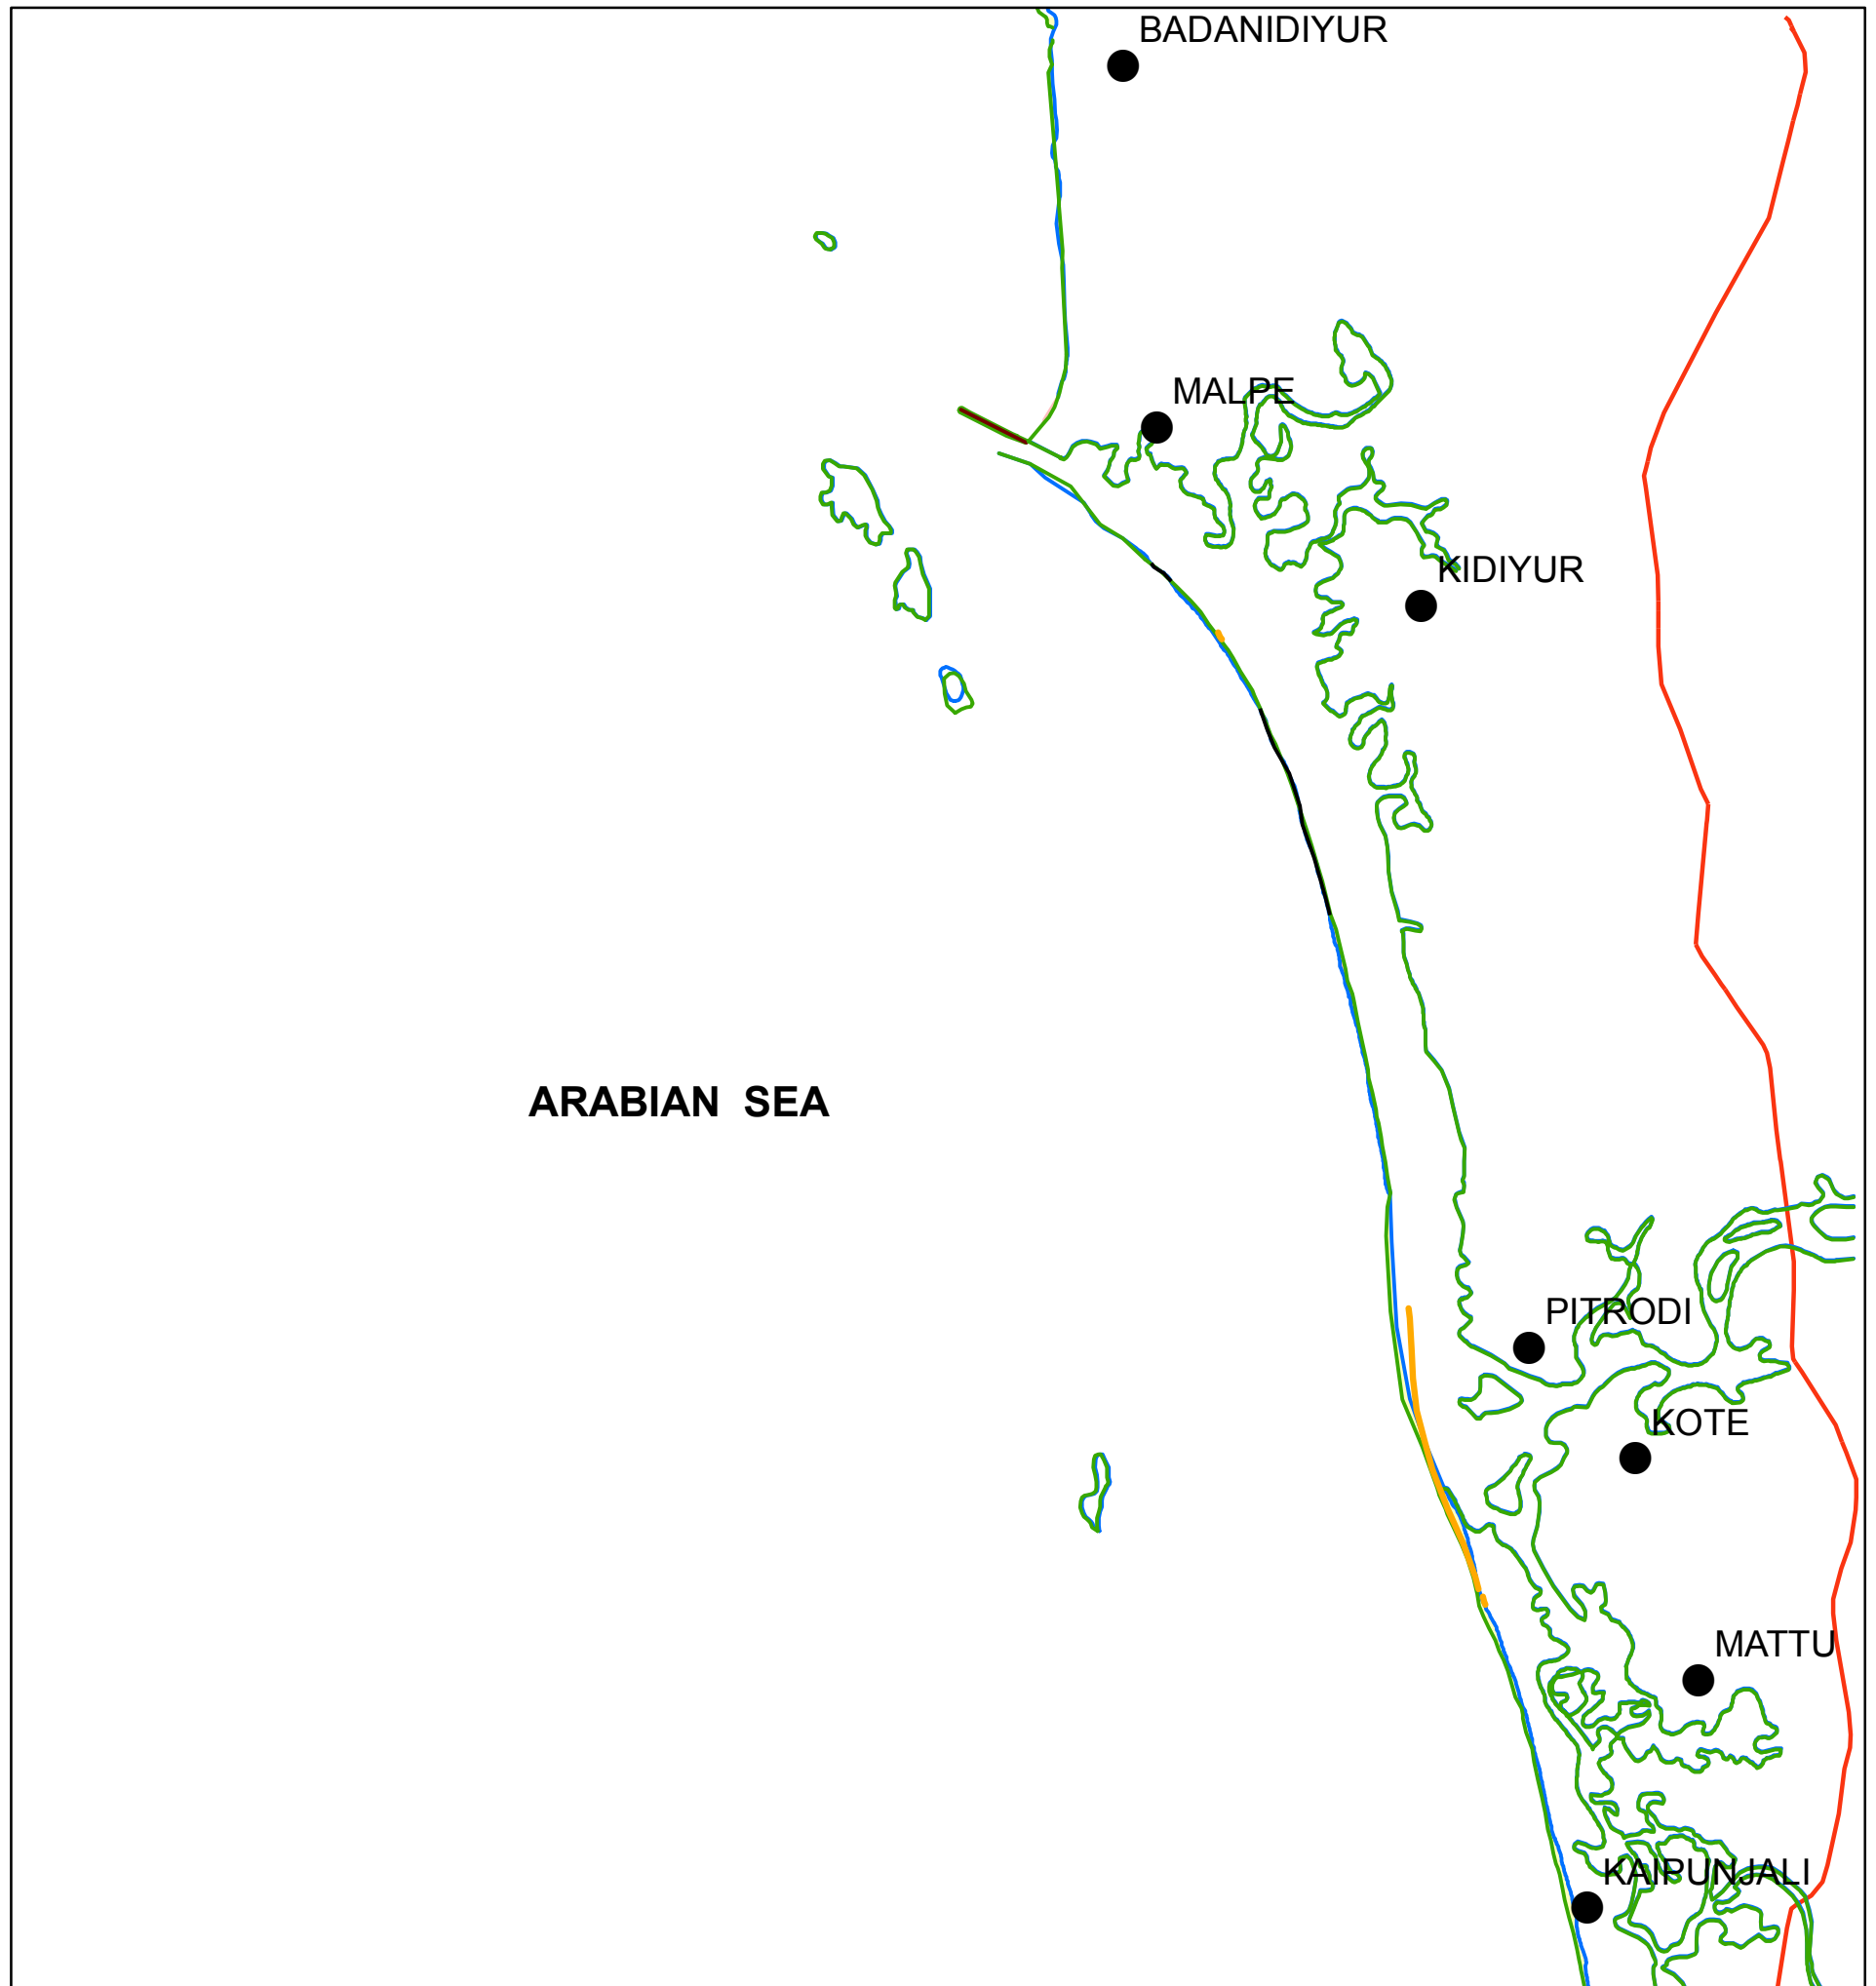 BADANIDIYUR
MALPE
KIDIYUR
ARABIAN SEA
PITRODI
KOTE
MATTU
KAIPUNJALI